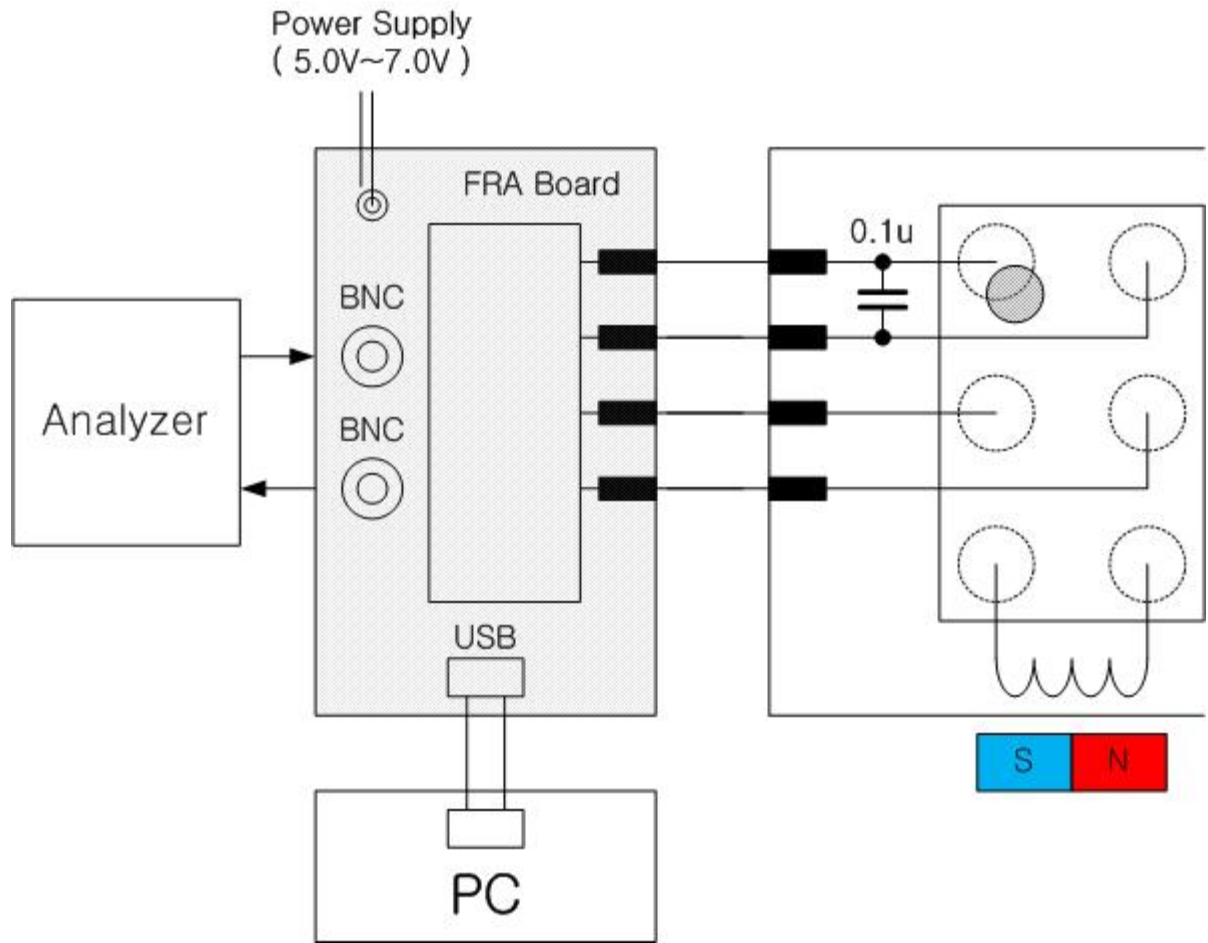 Power Supply
( 5.0V~7.0V )
FRA Board
0.1u
BNC
Analyzer
BNC
USB
S N
PC